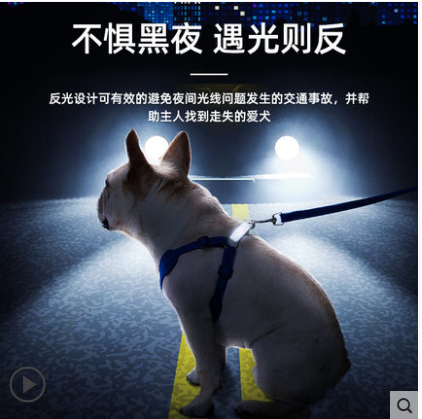 不惧黑夜 遇光则反
反光设计可有效的避免夜间光线问题发生的交通事故，并帮
助主人找到走失的爱犬